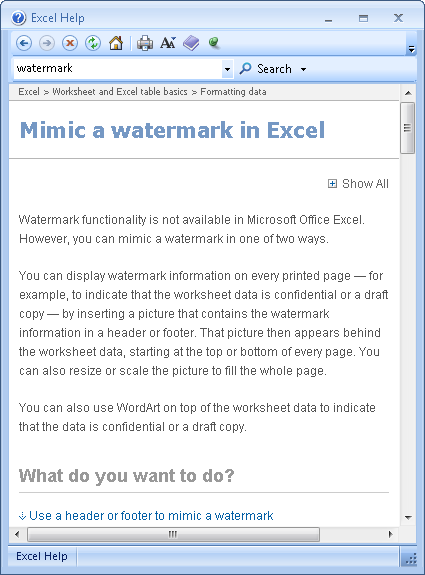 Excel Help
watermark
Search
Excel > Worksheet and Excel table basics > Formatting data
Mimic a watermark in Excel
Show All
Watermark functionality is not available in Microsoft Office Excel.
However, you can mimic a watermark in one of two ways.
You can display watermark information on every printed page — for
example, to indicate that the worksheet data is confidential or a draft
copy — by inserting a picture that contains the watermark
information in a header or footer. That picture then appears behind
the worksheet data, starting at the top or bottom of every page. You
can also resize or scale the picture to fill the whole page.
You can also use WordArt on top of the worksheet data to indicate
that the data is confidential or a draft copy.
What do you want to do?
Use a header or footer to mimic a watermark
Excel Help